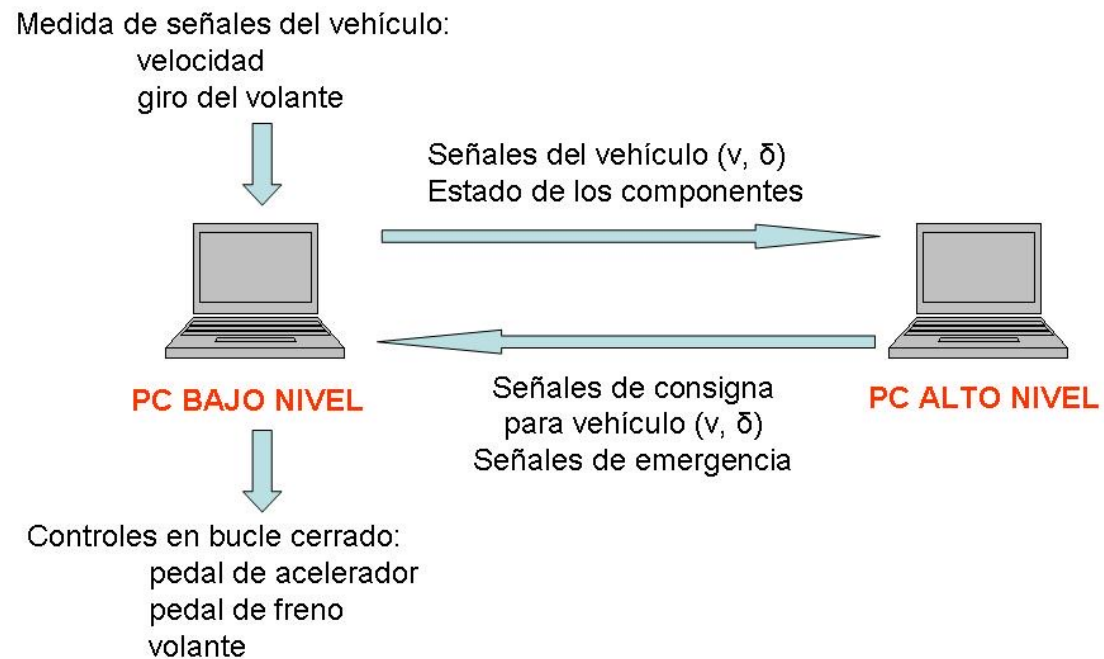 Medida de señales del vehículo:
velocidad
giro del volante
Señales del vehículo (v, δ)
Estado de los componentes
PC BAJO NIVEL
Señales de consigna
para vehículo (v, δ)
Señales de emergencia
PC ALTO NIVEL
Controles en bucle cerrado:
pedal de acelerador
pedal de freno
volante